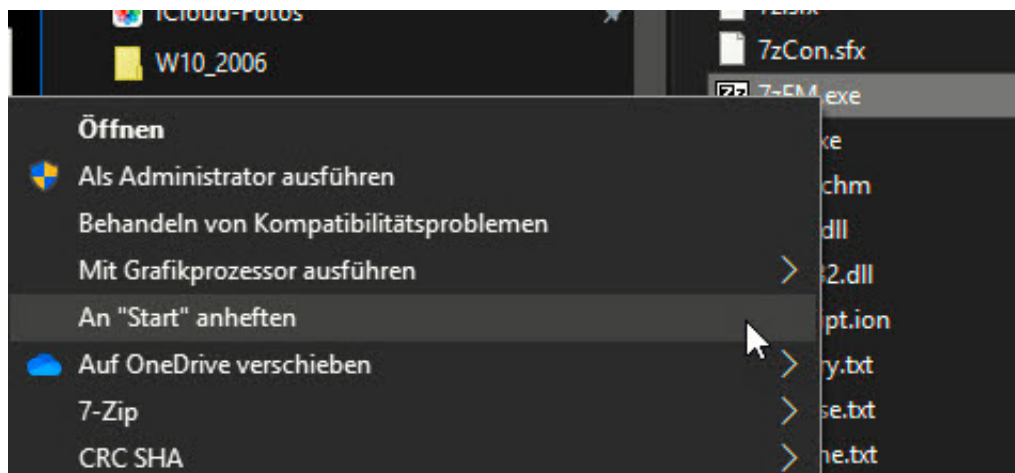 iCloud-Fotos
W10_2006
7zCon.sfx
7zFM.exe
Öffnen
Als Administrator ausführen
Behandeln von Kompatibilitätsproblemen
Mit Grafikprozessor ausführen
An "Start" anheften
Auf OneDrive verschieben
7-Zip
CRC SHA
xe
chm
dll
32.dll
pt.ion
ry.txt
se.txt
ne.txt